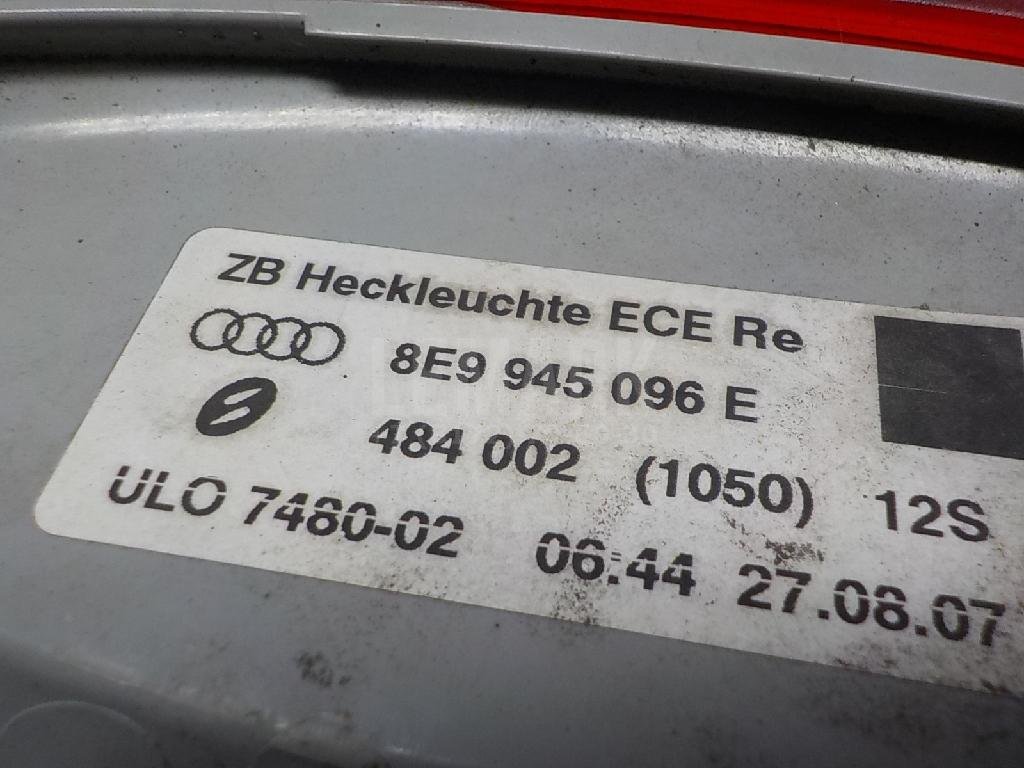 ZB Heckleuchte ECE Re
8E9 945 096 E
484 002 (1050) 12S
ULO 7480-02 06:44 27.08.07